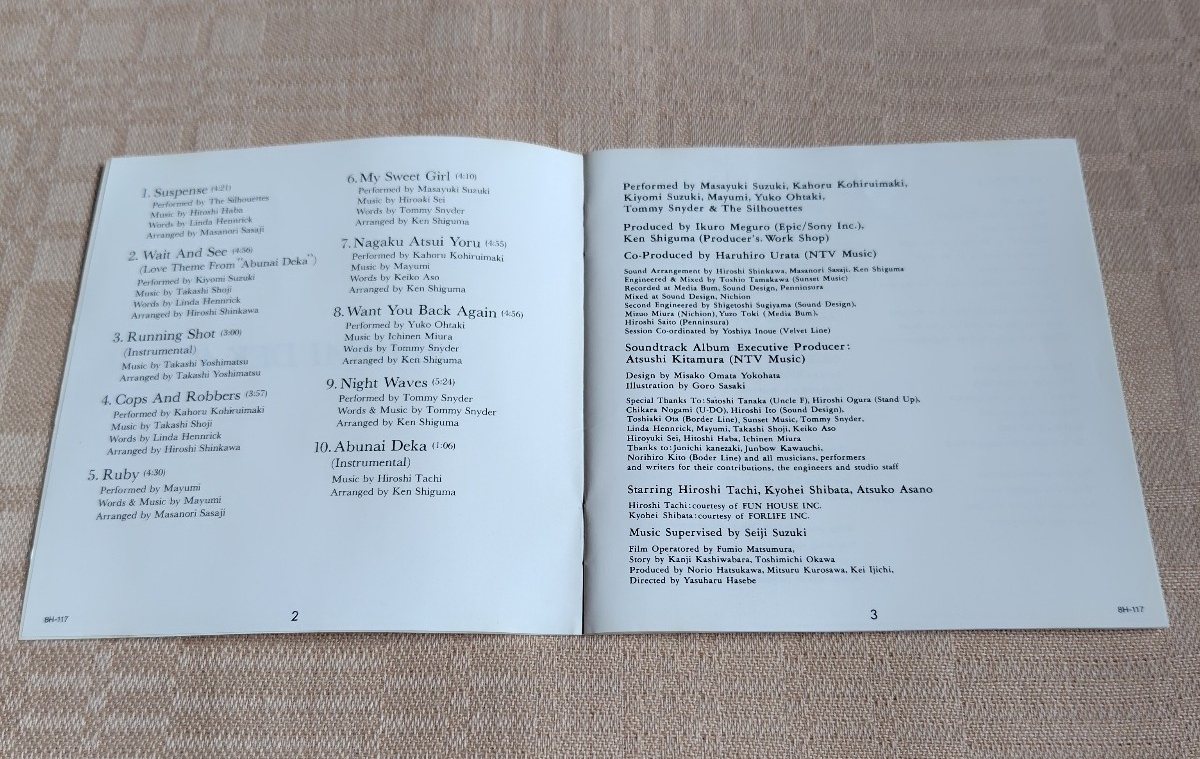 1. Suspense (4:21)
Performed by The Silhouettes
Music by Hitoshi Haba
Words by Linda Hennrick
Arranged by Masanori Sasaji
2. Wait And See (4:56)
(Love Theme From "Abunai Deka")
Performed by Kiyomi Suzuki
Music by Takashi Shoji
Words by Linda Hennrick
Arranged by Hiroshi Shinkawa
3. Running Shot (3:00)
(Instrumental)
Music by Takashi Yoshimatsu
Arranged by Takashi Yoshimatsu
4. Cops And Robbers (3:57)
Performed by Kahoru Kohiruimaki
Music by Takashi Shoji
Words by Linda Hennrick
Arranged by Hiroshi Shinkawa
5. Ruby (4:30)
Performed by Mayumi
Words & Music by Mayumi
Arranged by Masanori Sasaji
6. My Sweet Girl (4:10)
Performed by Masayuki Suzuki
Music by Hiroaki Sei
Words by Tommy Snyder
Arranged by Ken Shiguma
7. Nagaku Atsui Yoru (4:55)
Performed by Kahoru Kohiruimaki
Music by Mayumi
Words by Keiko Aso
Arranged by Ken Shiguma
8. Want You Back Again (4:56)
Performed by Yuko Ohtaki
Music by Ichinen Miura
Words by Tommy Snyder
Arranged by Ken Shiguma
9. Night Waves (5:24)
Performed by Tommy Snyder
Words & Music by Tommy Snyder
Arranged by Ken Shiguma
10. Abunai Deka (1:06)
(Instrumental)
Music by Hiroshi Tachi
Arranged by Ken Shiguma
BH-117
2
Performed by Masayuki Suzuki, Kahoru Kohiruimaki,
Kiyomi Suzuki, Mayumi, Yuko Ohtaki,
Tommy Snyder & The Silhouettes
Produced by Ikuro Meguro (Epic/Sony Inc.),
Ken Shiguma (Producer's. Work Shop)
Co-Produced by Haruhiro Urata (NTV Music)
Sound Arrangement by Hiroshi Shinkawa, Masanori Sasaji, Ken Shiguma
Engineered & Mixed by Toshio Tamakawa (Sunset Music)
Recorded at Media Bum, Sound Design, Penninsura
Mixed at Sound Design, Nichion
Second Engineered by Shigetoshi Sugiyama (Sound Design),
Mizuo Miura (Nichion), Yuzo Toki (Media Bum),
Hiroshi Saito (Penninsura)
Session Co-ordinated by Yoshiya Inoue (Velvet Line)
Soundtrack Album Executive Producer:
Atsushi Kitamura (NTV Music)
Design by Misako Omata Yokohata
Illustration by Goro Sasaki
Special Thanks To: Satoshi Tanaka (Uncle F), Hiroshi Ogura (Stand Up),
Chikara Nogami (U-DO), Hiroshi Ito (Sound Design),
Toshiaki Ota (Border Line), Sunset Music, Tommy Snyder,
Linda Hennrick, Mayumi, Takashi Shoji, Keiko Aso
Hiroyuki Sei, Hitoshi Haba, Ichinen Miura
Thanks to: Junichi kanezaki, Junbow Kawauchi,
Norihiro Kito (Boder Line) and all musicians, performers
and writers for their contributions, the engineers and studio staff
Starring Hiroshi Tachi, Kyohei Shibata, Atsuko Asano
Hiroshi Tachi: courtesy of FUN HOUSE INC.
Kyohei Shibata: courtesy of FORLIFE INC.
Music Supervised by Seiji Suzuki
Film Operatored by Fumio Matsumura,
Story by Kanji Kashiwabara, Toshimichi Okawa
Produced by Norio Hatsukawa, Mitsuru Kurosawa, Kei Ijichi,
Directed by Yasuharu Hasebe
3
BH-117